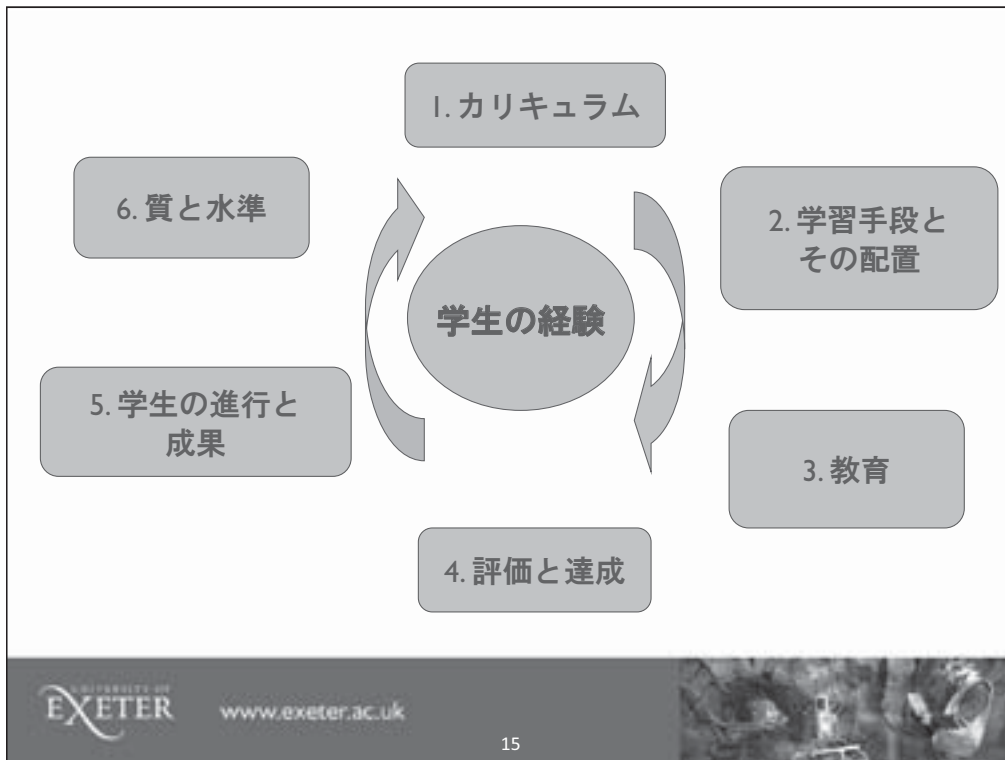 1. カリキュラム
2. 学習手段と
その配置
3. 教育
4. 評価と達成
5. 学生の進行と
成果
6. 質と水準
学生の経験
UNIVERSITY OF
EXETER
www.exeter.ac.uk
15